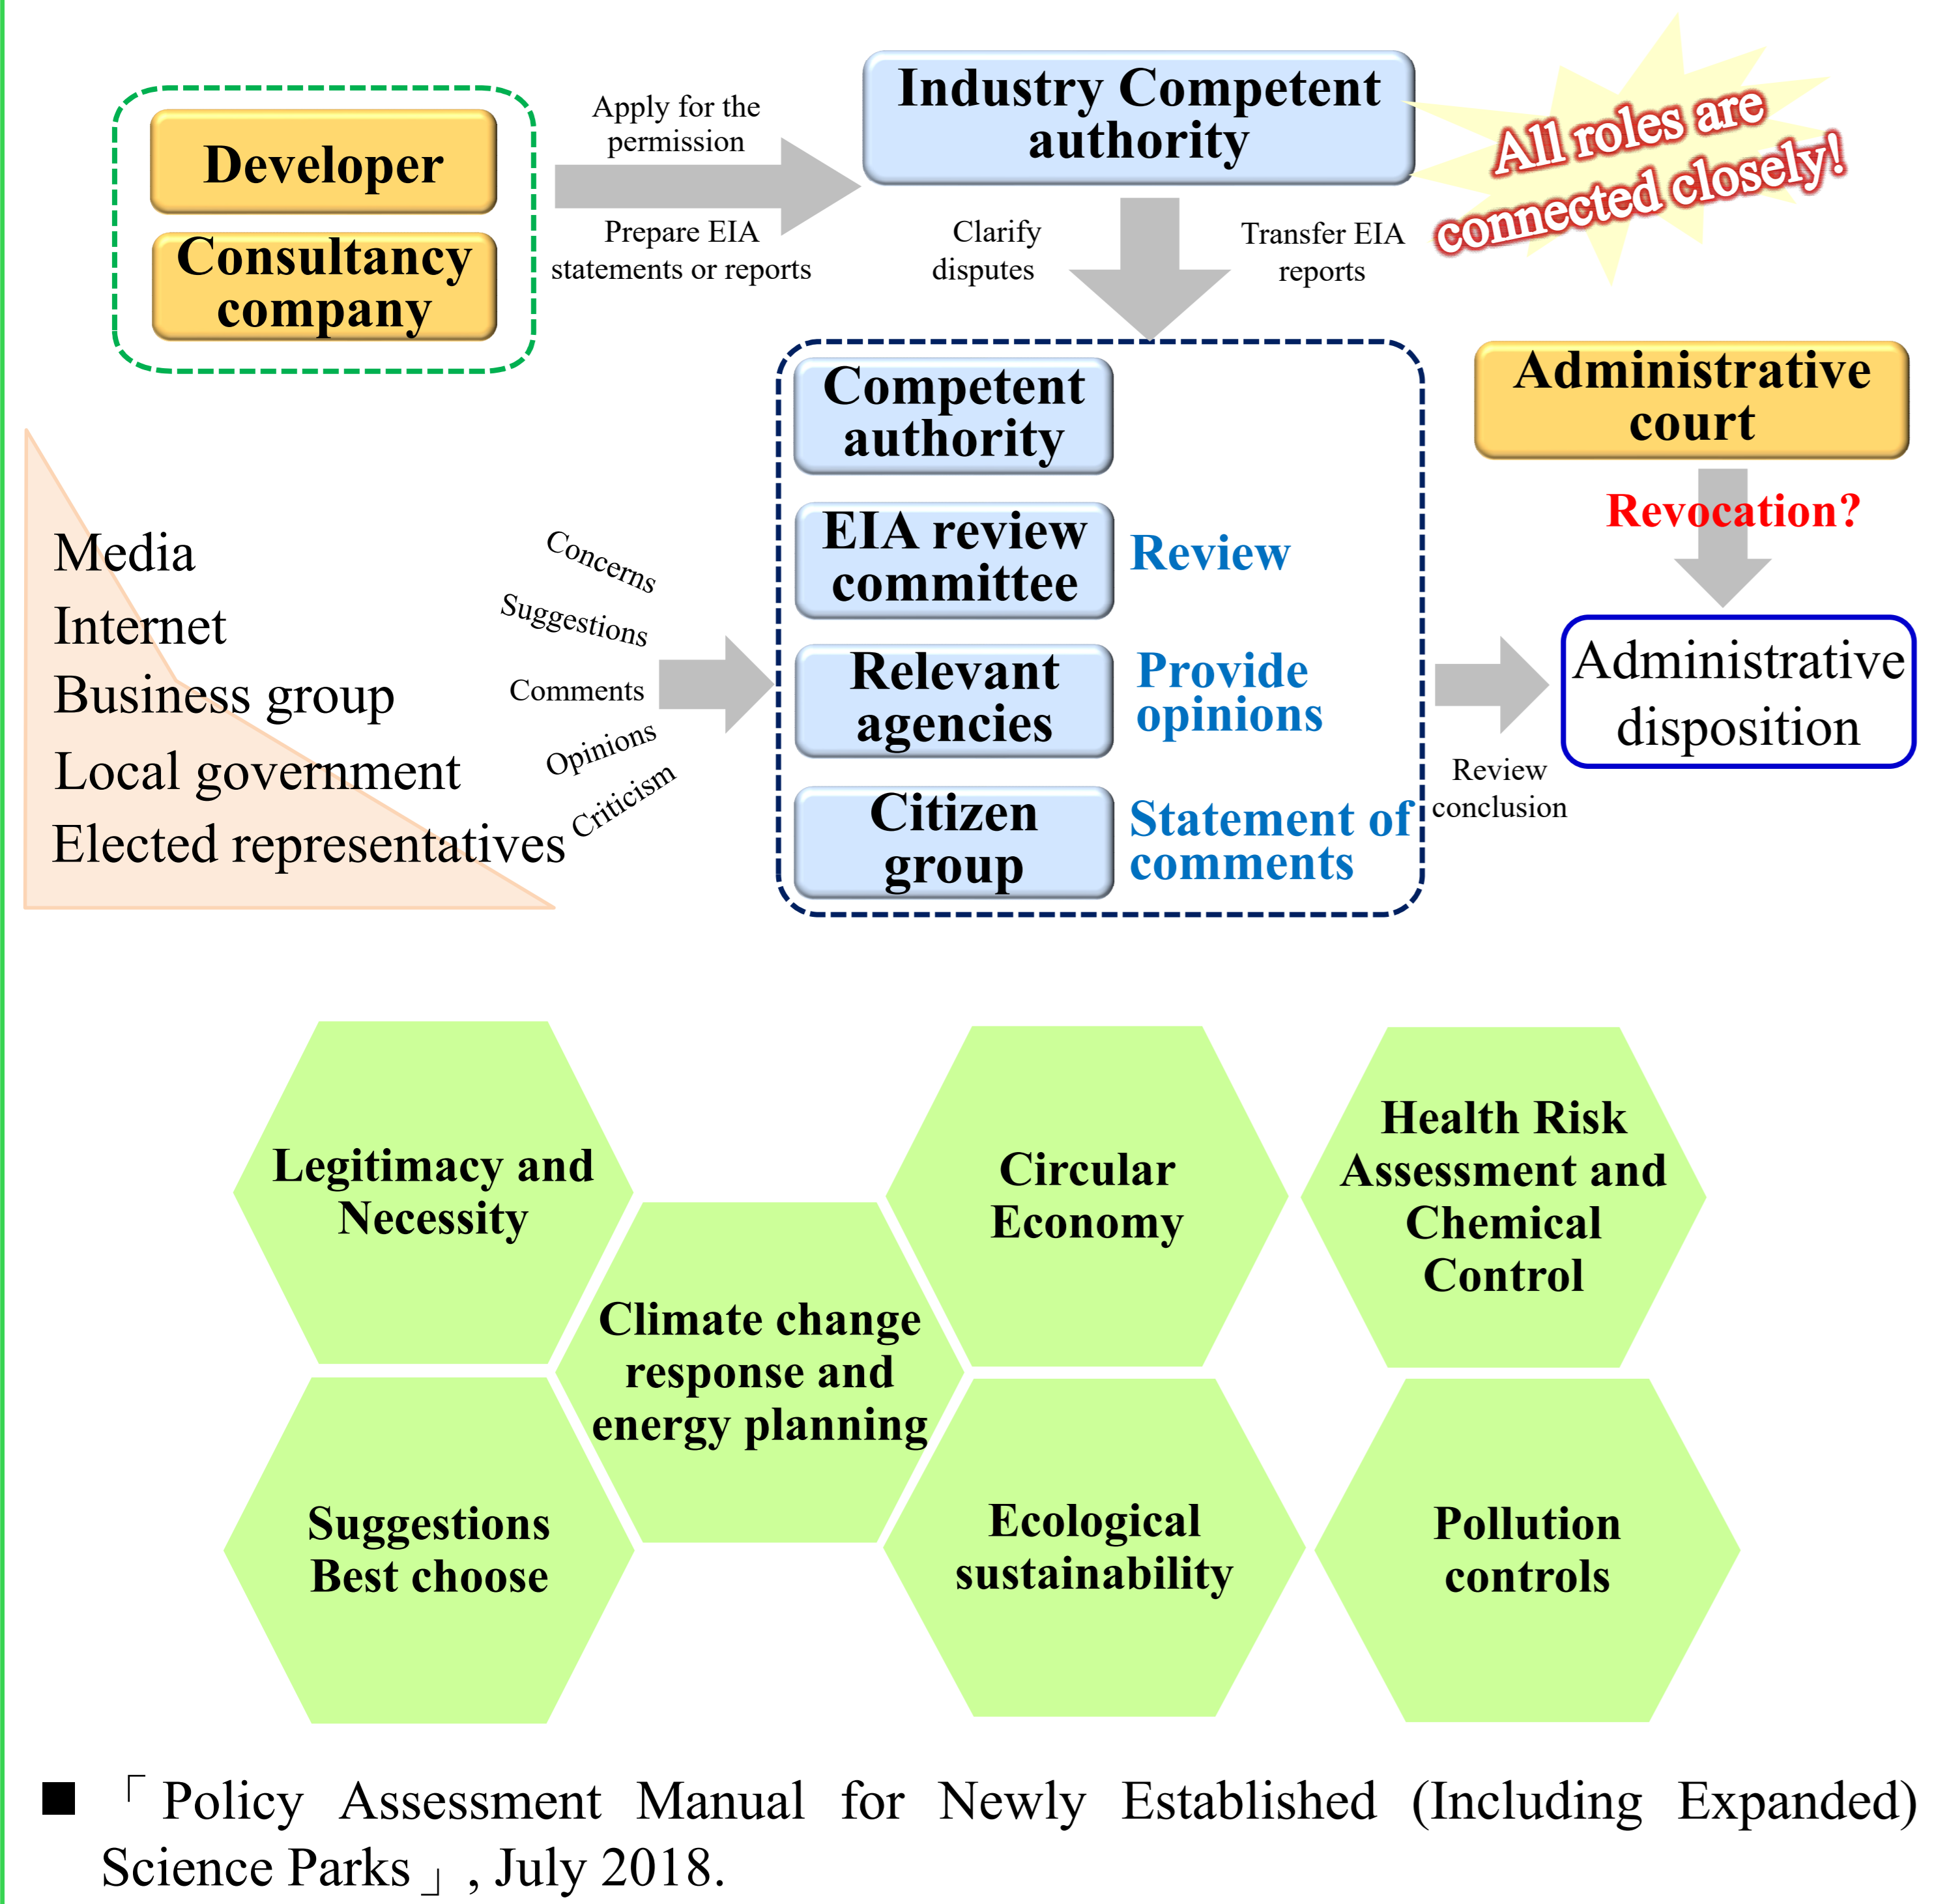 Developer
Consultancy
company
Apply for the
permission
Prepare EIA
statements or reports
Industry Competent
authority
All roles are
connected closely!
Clarify
disputes
Transfer EIA
reports
Competent
authority
EIA review
committee
Review
Relevant
agencies
Provide
opinions
Citizen
group
Statement of
comments
Administrative
court
Revocation?
Administrative
disposition
Review
conclusion
Media
Internet
Business group
Local government
Elected representatives
Concerns
Suggestions
Comments
Opinions
Criticism
Legitimacy and
Necessity
Climate change
response and
energy planning
Circular
Economy
Health Risk
Assessment and
Chemical
Control
Suggestions
Best choose
Ecological
sustainability
Pollution
controls
■ 「Policy Assessment Manual for Newly Established (Including Expanded)
Science Parks」, July 2018.